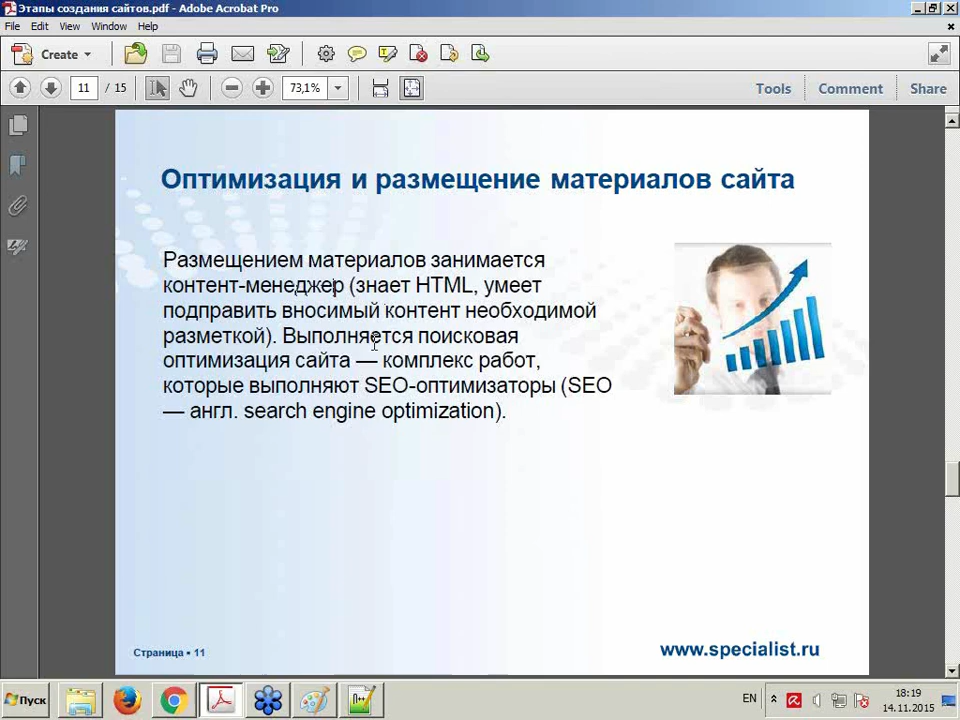 Этапы создания сайтов.pdf - Adobe Acrobat Pro
File Edit View Window Help
Create
11 / 15 73,1% Tools Comment Share
Оптимизация и размещение материалов сайта
Размещением материалов занимается
контент-менеджер (знает HTML, умеет
подправить вносимый контент необходимой
разметкой). Выполняется поисковая
оптимизация сайта — комплекс работ,
которые выполняют SEO-оптимизаторы (SEO
— англ. search engine optimization).
Страница ▪ 11
www.specialist.ru
Пуск
EN
18:19
14.11.2015